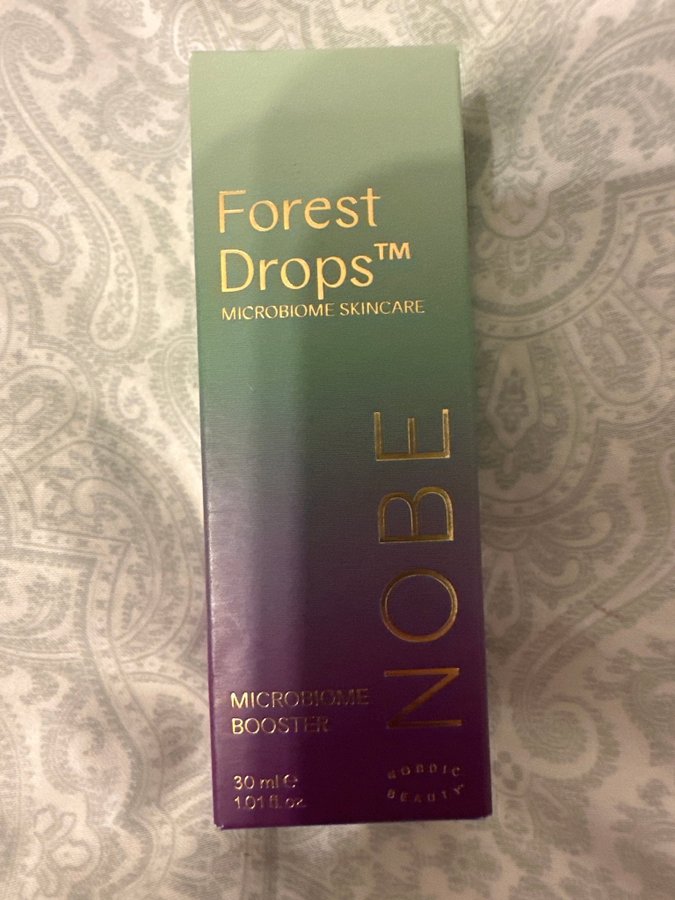 Forest
Drops™
MICROBIOME SKINCARE
NOBE
NORDIC
BEAUTY
MICROBIOME
BOOSTER
30 ml ℮
1.01 fl.oz.